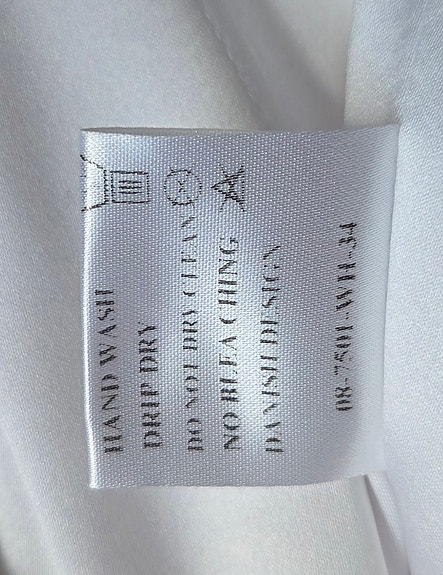 HAND WASH
DRIP DRY
DO NOT DRY CLEAN
NO BLEACHING
DANISH DESIGN
08-7501-WH-34